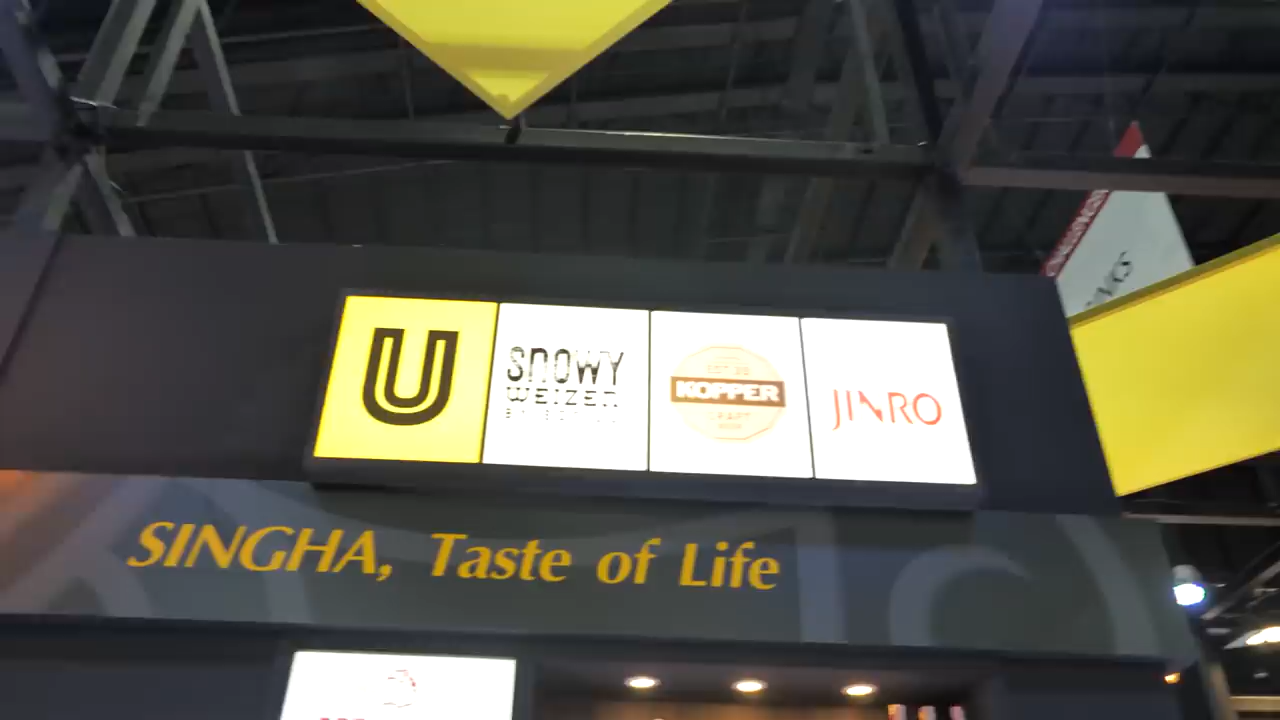 U
SNOWY
WEIZEN
KOPPER
JINRO
SINGHA, Taste of Life